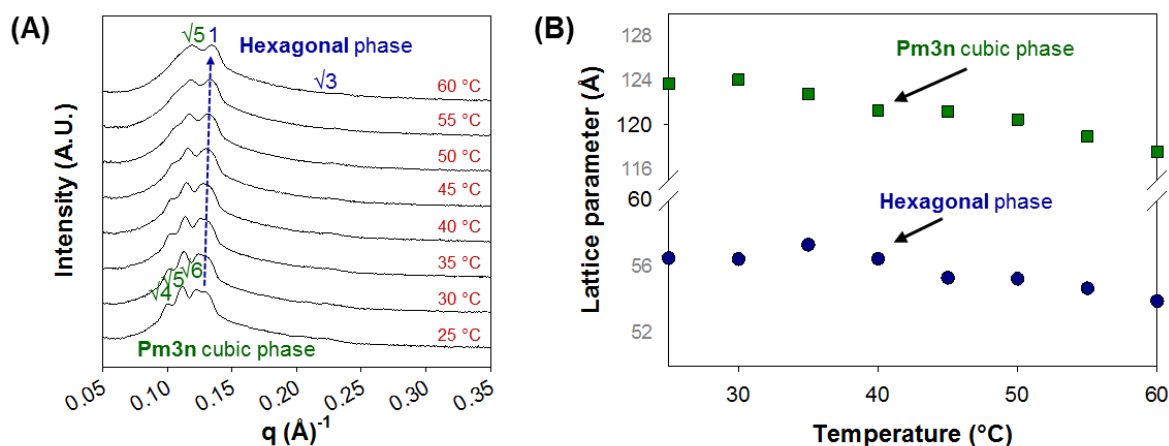 (A)
√5 1
Hexagonal phase
√3
60 °C
55 °C
50 °C
45 °C
40 °C
35 °C
30 °C
25 °C
√4 √5 √6
Pm3n cubic phase
Intensity (A.U.)
0.05 0.10 0.15 0.20 0.25 0.30 0.35
q (Å)-1
(B)
128
124
120
116
60
56
52
Pm3n cubic phase
Hexagonal phase
Lattice parameter (Å)
30 40 50 60
Temperature (°C)